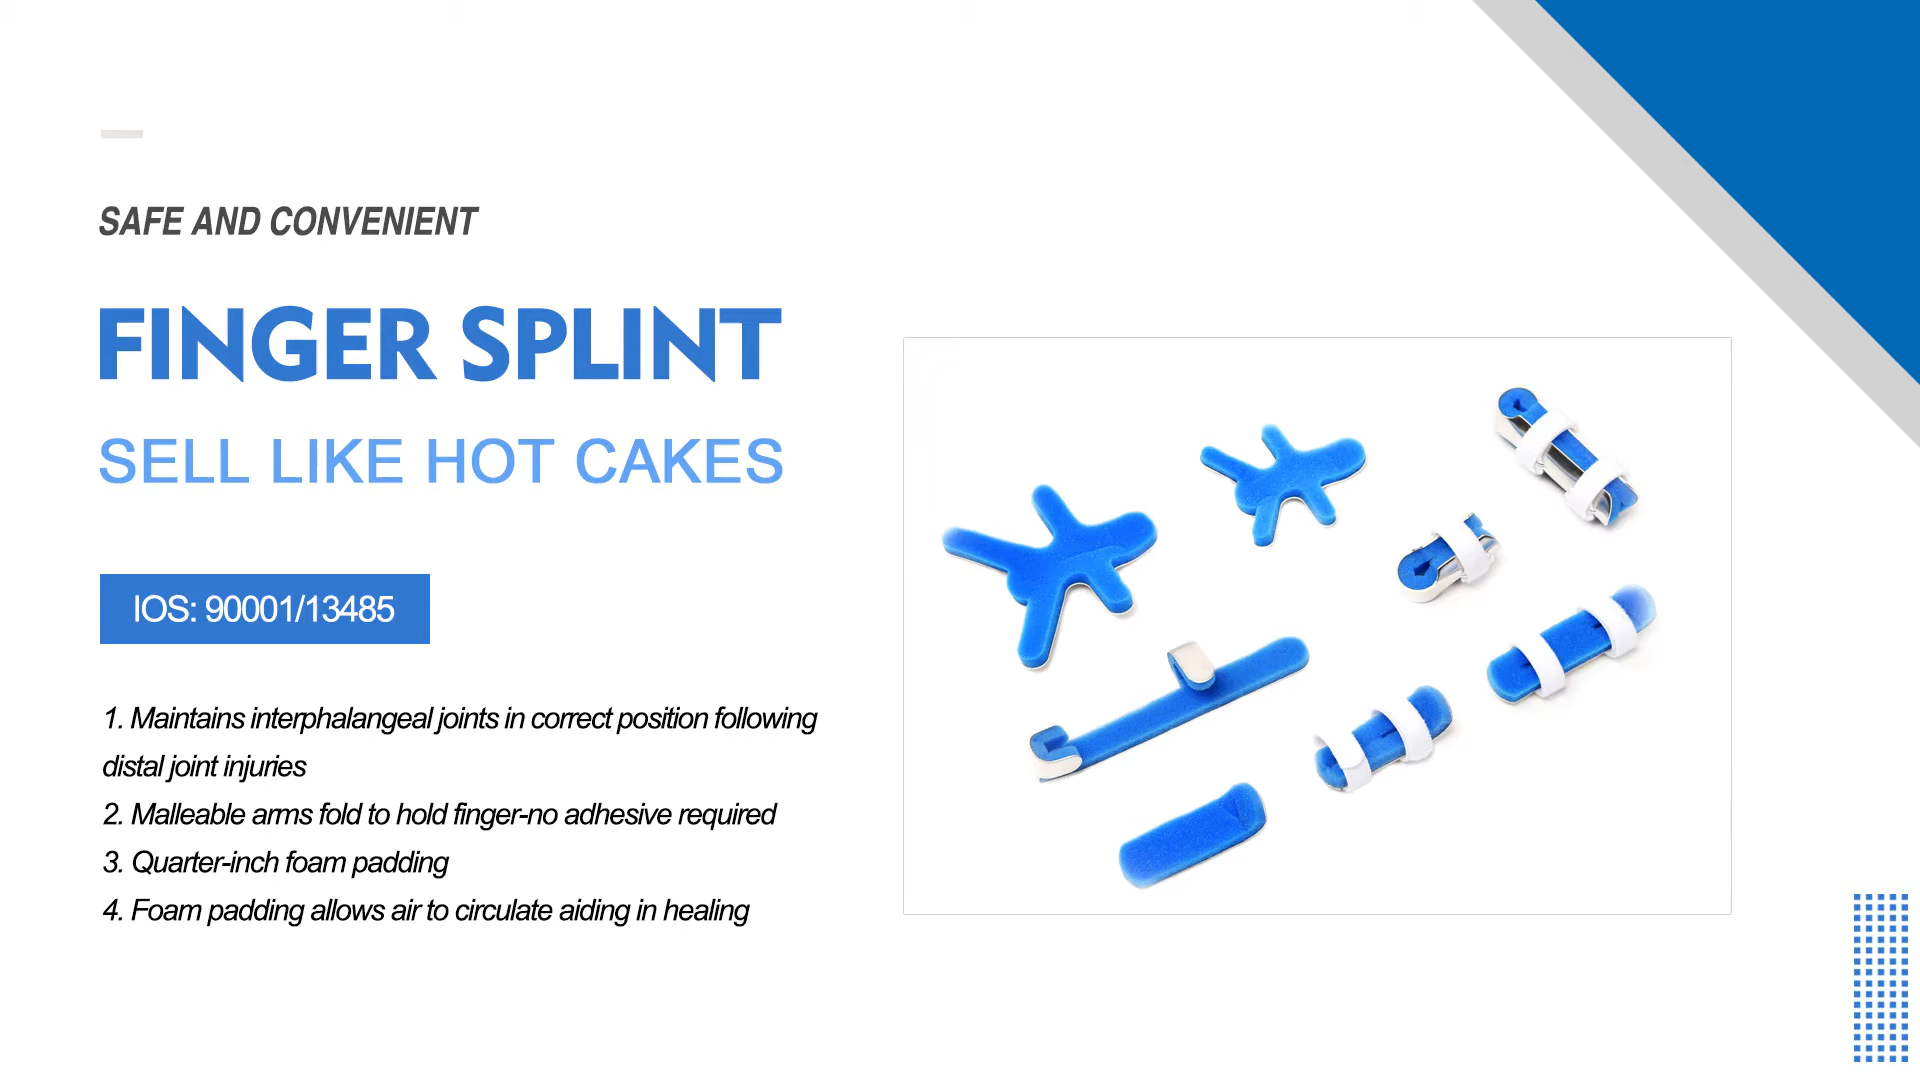 SAFE AND CONVENIENT
FINGER SPLINT
SELL LIKE HOT CAKES
IOS: 90001/13485
1. Maintains interphalangeal joints in correct position following
distal joint injuries
2. Malleable arms fold to hold finger-no adhesive required
3. Quarter-inch foam padding
4. Foam padding allows air to circulate aiding in healing